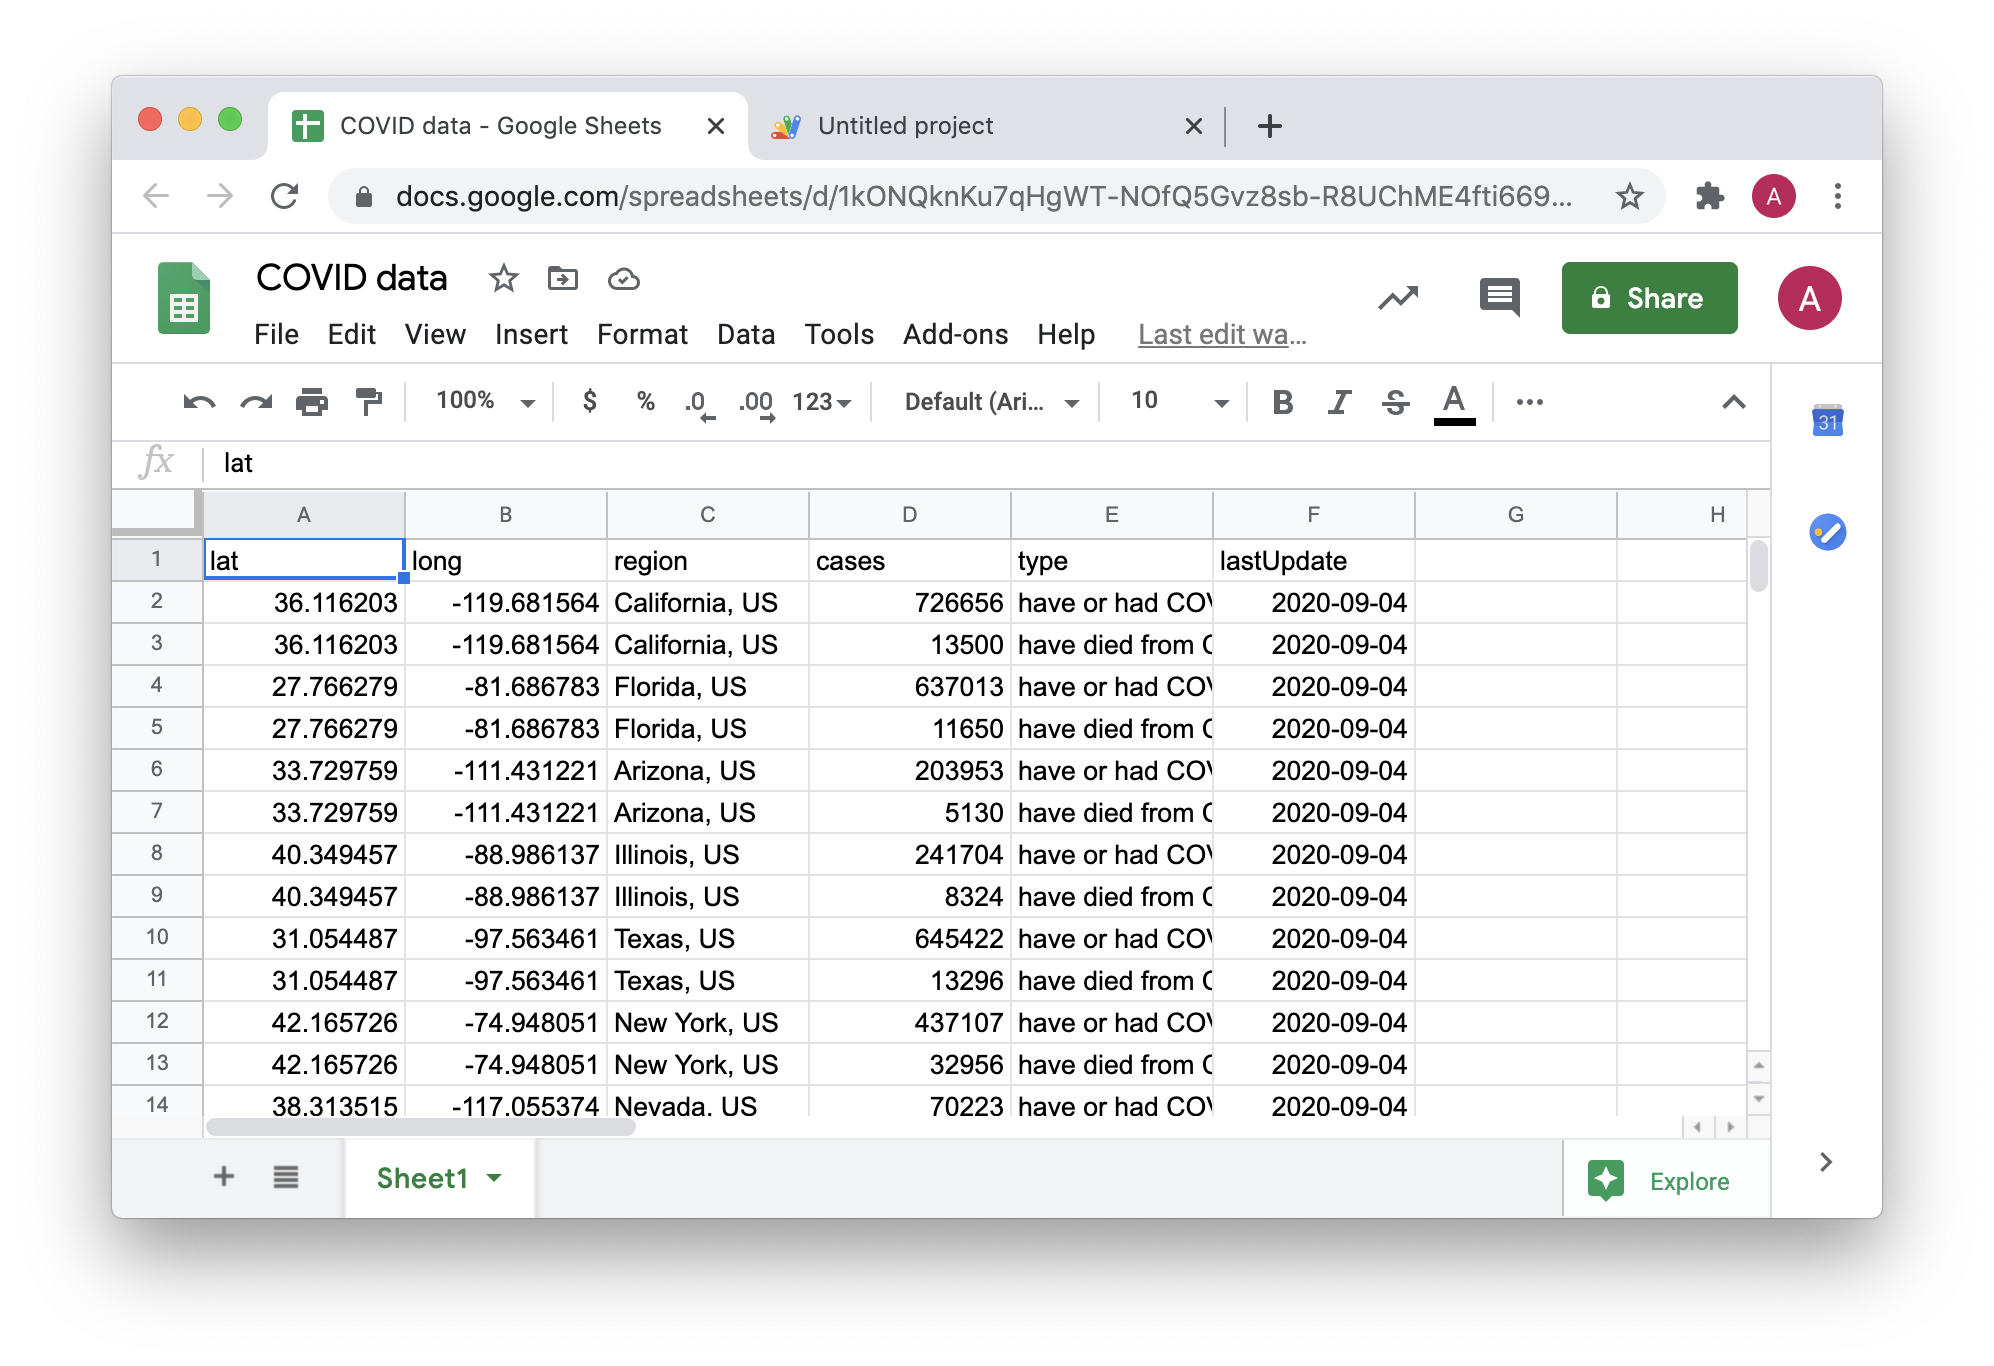 COVID data - Google Sheets Untitled project
docs.google.com/spreadsheets/d/1kONQknKu7qHgWT-NOfQ5Gvz8sb-R8UChME4fti669... A
COVID data
Share A
File Edit View Insert Format Data Tools Add-ons Help Last edit wa...
100% $ % .0 .00 123 Default (Ari... 10 B I S A
31
fx lat
A B C D E F G H
1 lat long region cases type lastUpdate
2 36.116203 -119.681564 California, US 726656 have or had COV 2020-09-04
3 36.116203 -119.681564 California, US 13500 have died from C 2020-09-04
4 27.766279 -81.686783 Florida, US 637013 have or had COV 2020-09-04
5 27.766279 -81.686783 Florida, US 11650 have died from C 2020-09-04
6 33.729759 -111.431221 Arizona, US 203953 have or had COV 2020-09-04
7 33.729759 -111.431221 Arizona, US 5130 have died from C 2020-09-04
8 40.349457 -88.986137 Illinois, US 241704 have or had COV 2020-09-04
9 40.349457 -88.986137 Illinois, US 8324 have died from C 2020-09-04
10 31.054487 -97.563461 Texas, US 645422 have or had COV 2020-09-04
11 31.054487 -97.563461 Texas, US 13296 have died from C 2020-09-04
12 42.165726 -74.948051 New York, US 437107 have or had COV 2020-09-04
13 42.165726 -74.948051 New York, US 32956 have died from C 2020-09-04
14 38.313515 -117.055374 Nevada, US 70223 have or had COV 2020-09-04
Sheet1 Explore